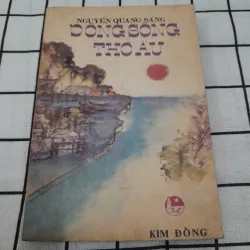 NGUYỄN QUANG SÁNG
DÒNG SÔNG
THƠ ẤU
KIM ĐỒNG